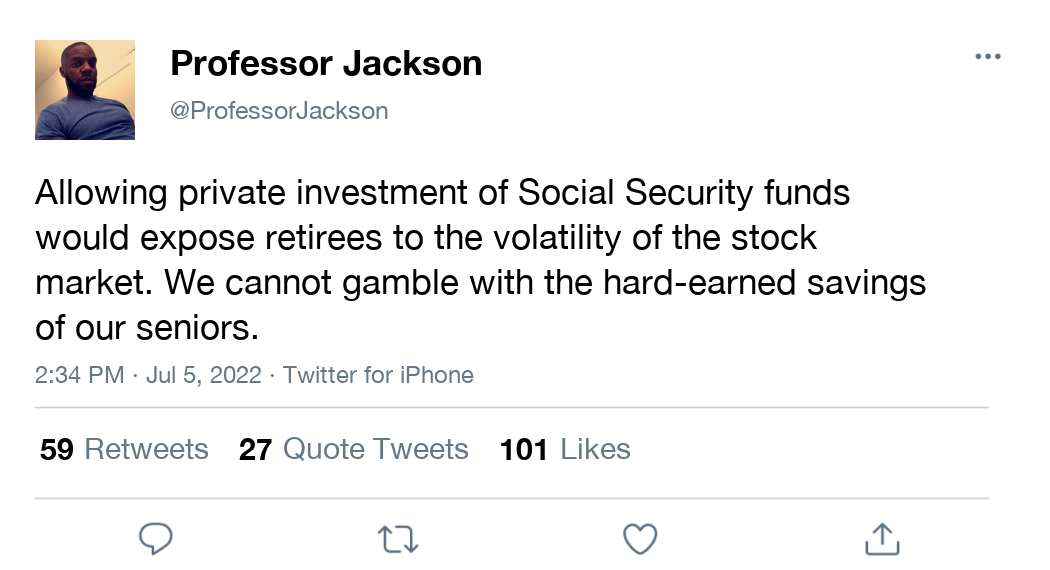 Professor Jackson
@ProfessorJackson
Allowing private investment of Social Security funds
would expose retirees to the volatility of the stock
market. We cannot gamble with the hard-earned savings
of our seniors.
2:34 PM · Jul 5, 2022 · Twitter for iPhone
59 Retweets 27 Quote Tweets 101 Likes